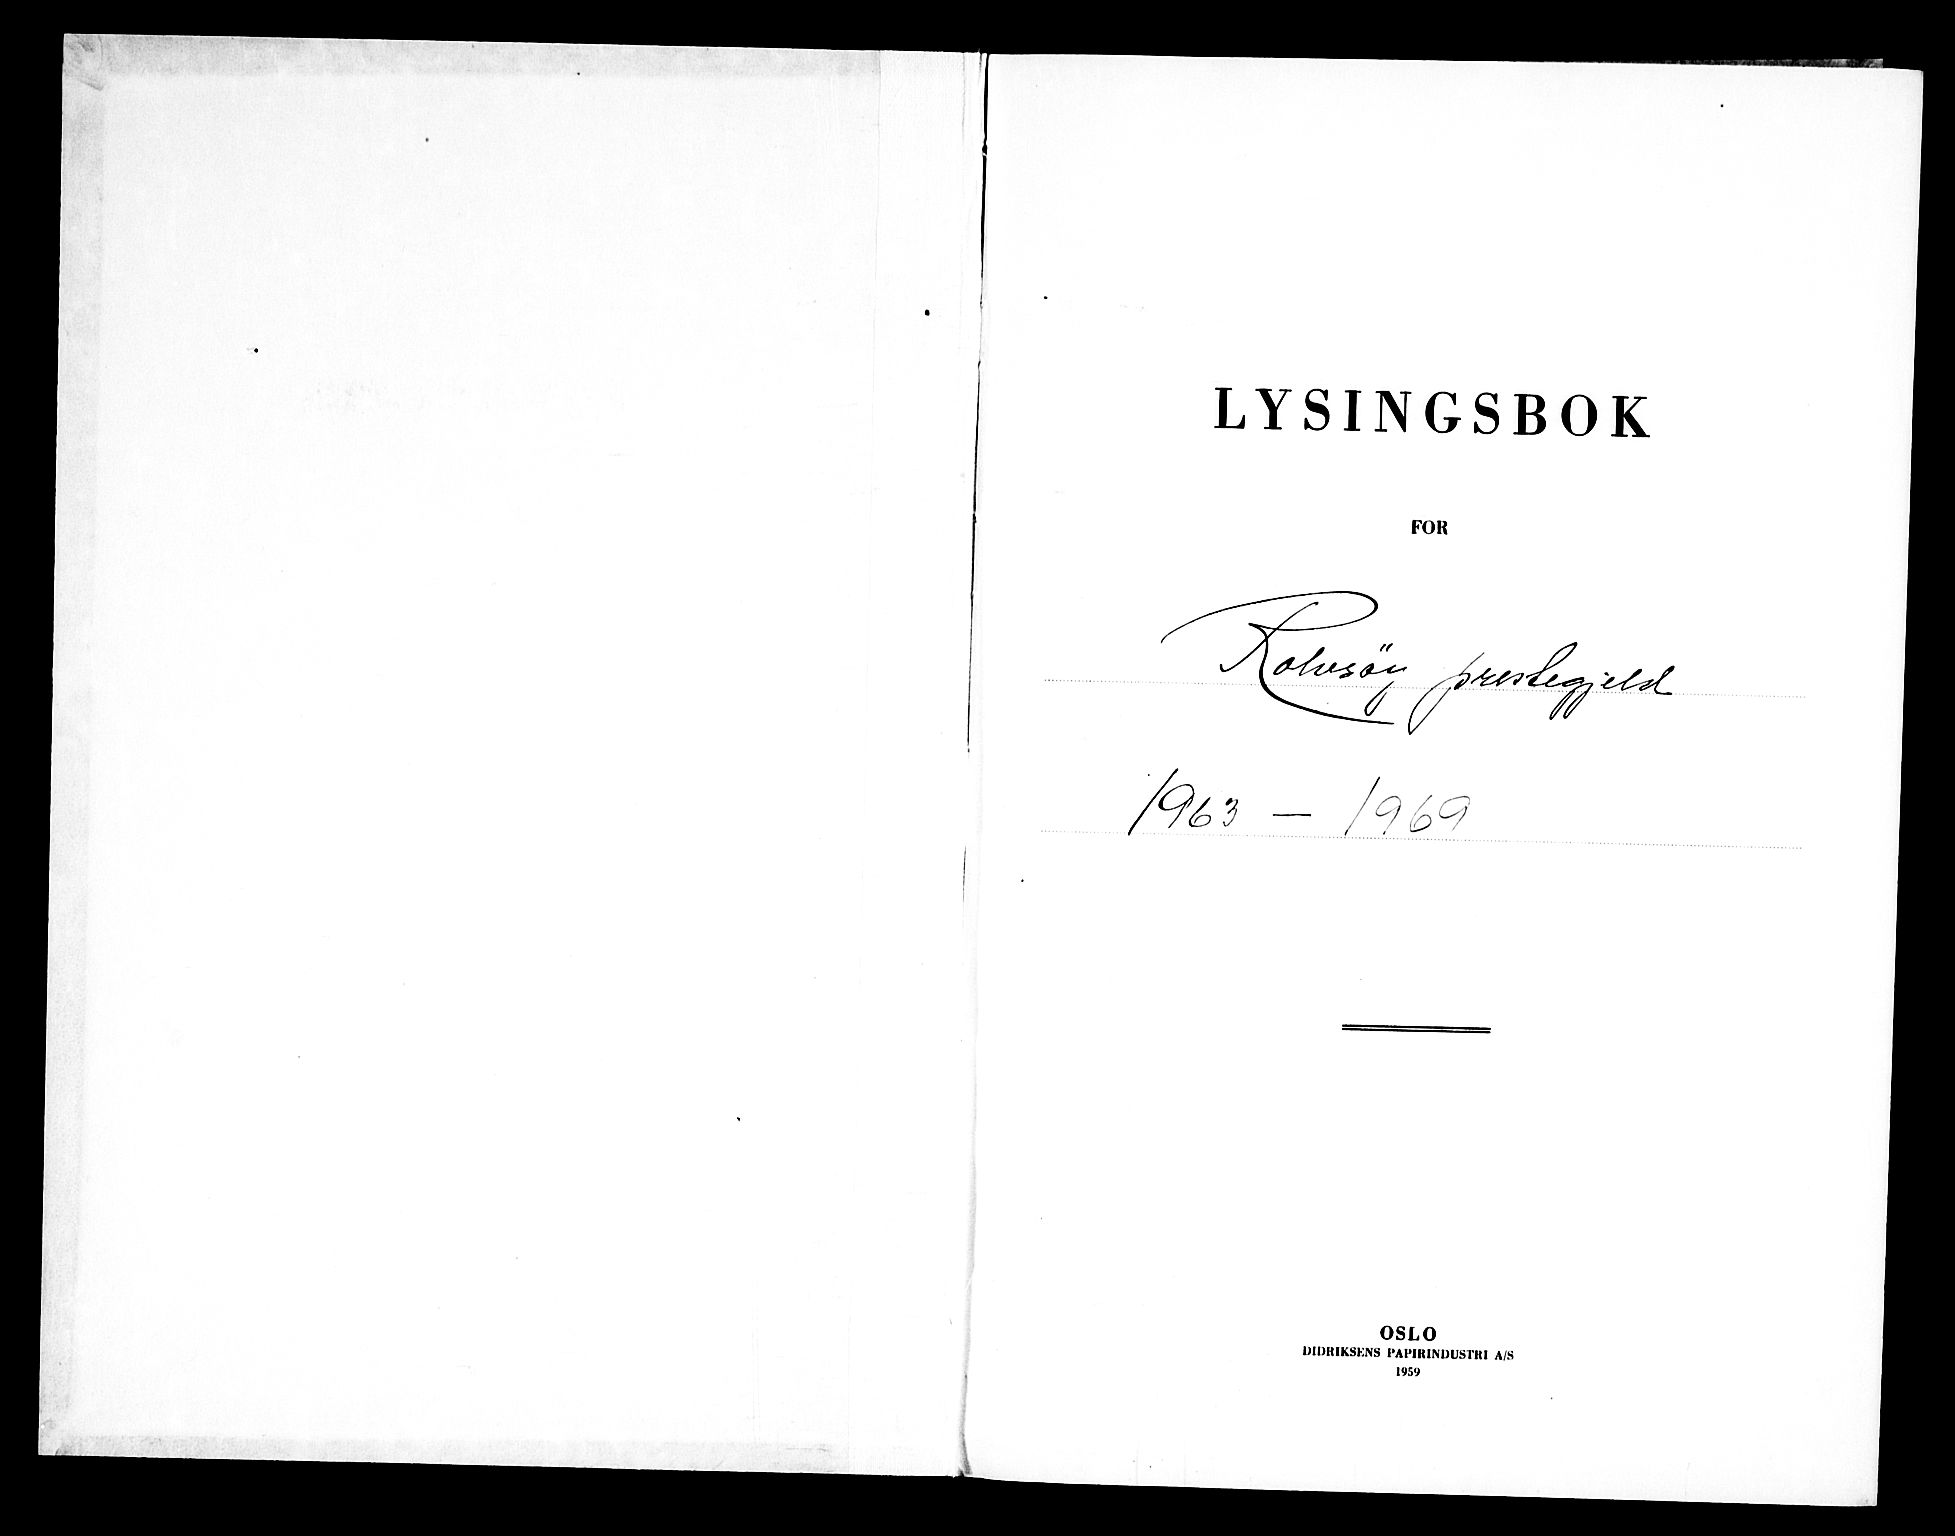 LYSINGSBOK
FOR
Rolvsöy prestegjeld
1963 — 1969
OSLO
DIDRIKSENS PAPIRINDUSTRI A/S
1959